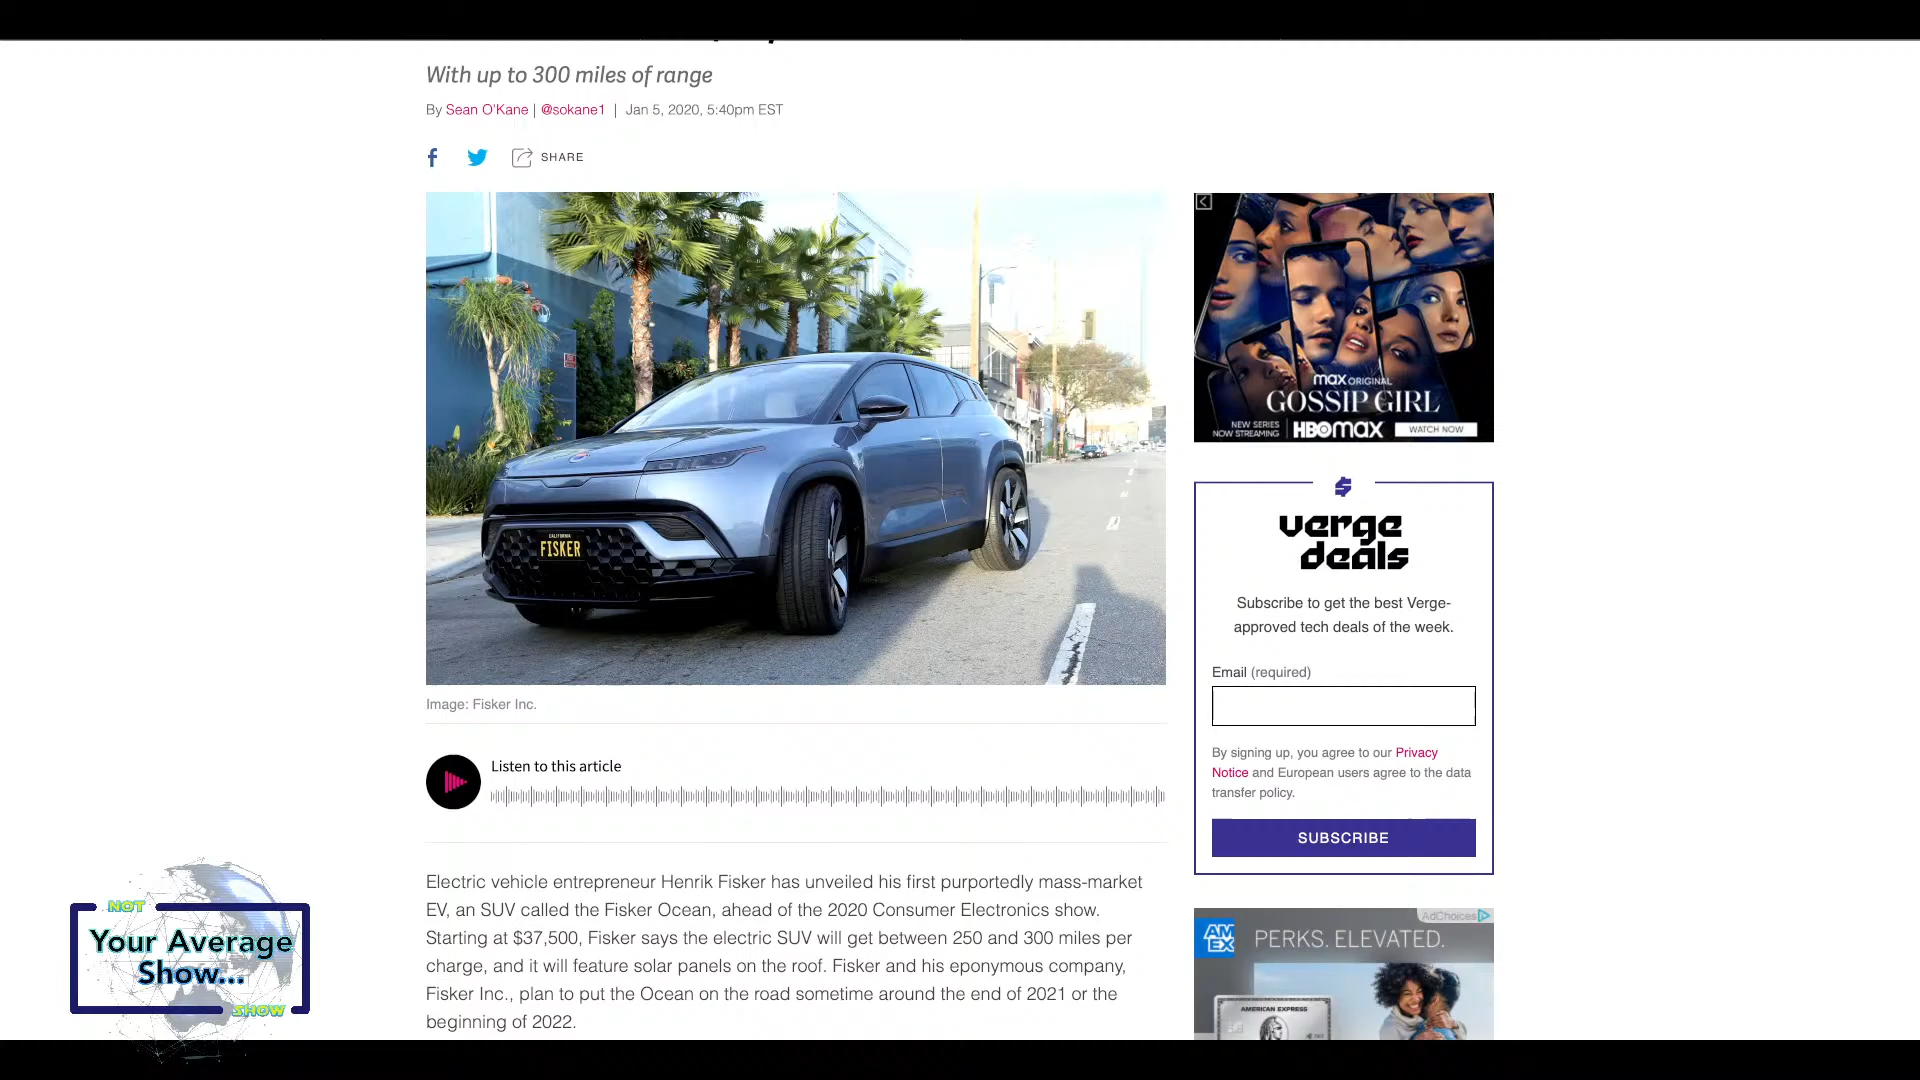 With up to 300 miles of range
By Sean O'Kane | @sokane1 | Jan 5, 2020, 5:40pm EST
SHARE
CALIFORNIA
FISKER
Image: Fisker Inc.
Listen to this article
Electric vehicle entrepreneur Henrik Fisker has unveiled his first purportedly mass-market
EV, an SUV called the Fisker Ocean, ahead of the 2020 Consumer Electronics show.
Starting at $37,500, Fisker says the electric SUV will get between 250 and 300 miles per
charge, and it will feature solar panels on the roof. Fisker and his eponymous company,
Fisker Inc., plan to put the Ocean on the road sometime around the end of 2021 or the
beginning of 2022.
max ORIGINAL
GOSSIP GIRL
NEW SERIES
NOW STREAMING
HBOmax
WATCH NOW
verge
deals
Subscribe to get the best Verge-
approved tech deals of the week.
Email (required)
By signing up, you agree to our Privacy
Notice and European users agree to the data
transfer policy.
SUBSCRIBE
AdChoices
AM
EX
PERKS. ELEVATED.
AMERICAN EXPRESS
NOT
Your Average
Show...
SHOW